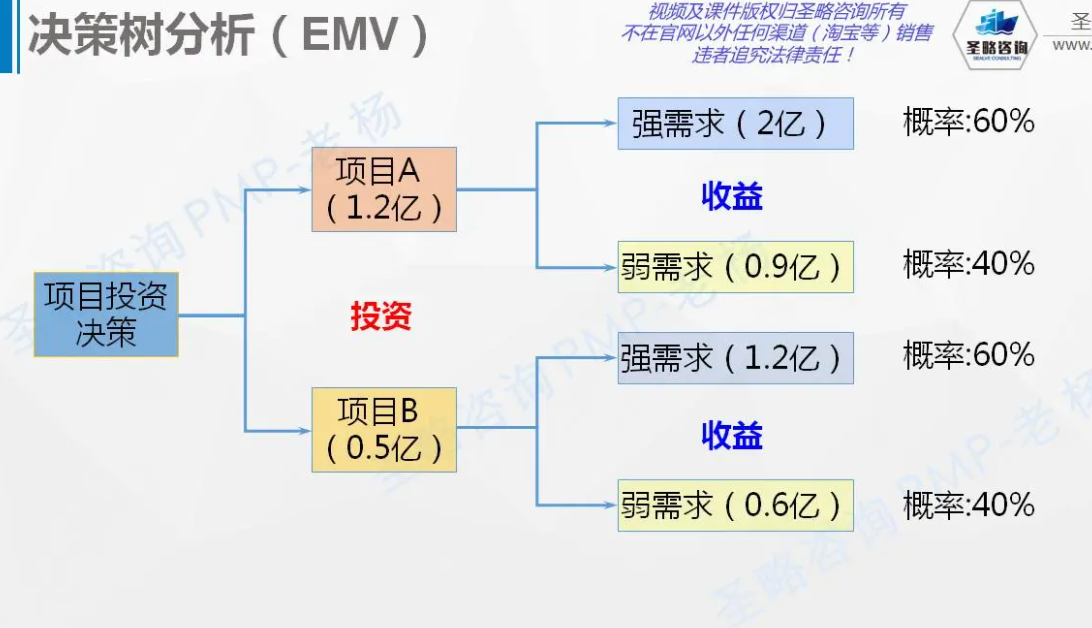 决策树分析（EMV）
视频及课件版权归圣略咨询所有
不在官网以外任何渠道（淘宝等）销售
违者追究法律责任！
圣略咨询
圣
www.
强需求（2亿）
概率:60%
项目A
（1.2亿）
收益
弱需求（0.9亿）
概率:40%
项目投资
决策
投资
强需求（1.2亿）
概率:60%
项目B
（0.5亿）
收益
弱需求（0.6亿）
概率:40%
圣略咨询PMP-老杨
圣略咨询PMP-老杨
圣略咨询PMP-老杨